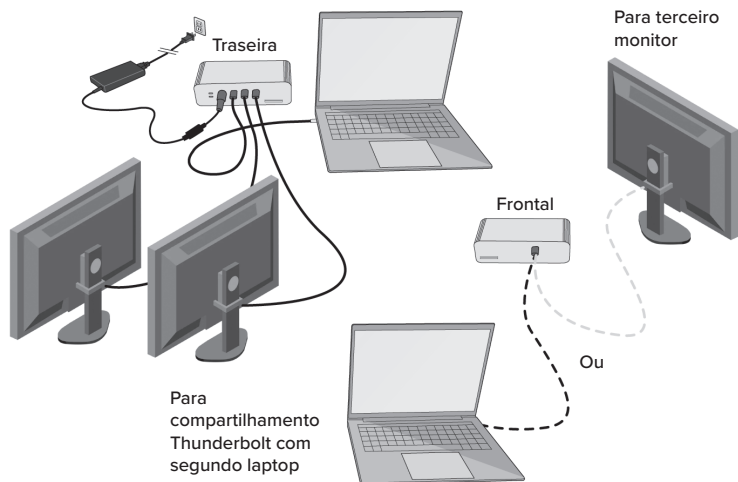 Traseira
Para terceiro
monitor
Frontal
Ou
Para
compartilhamento
Thunderbolt com
segundo laptop